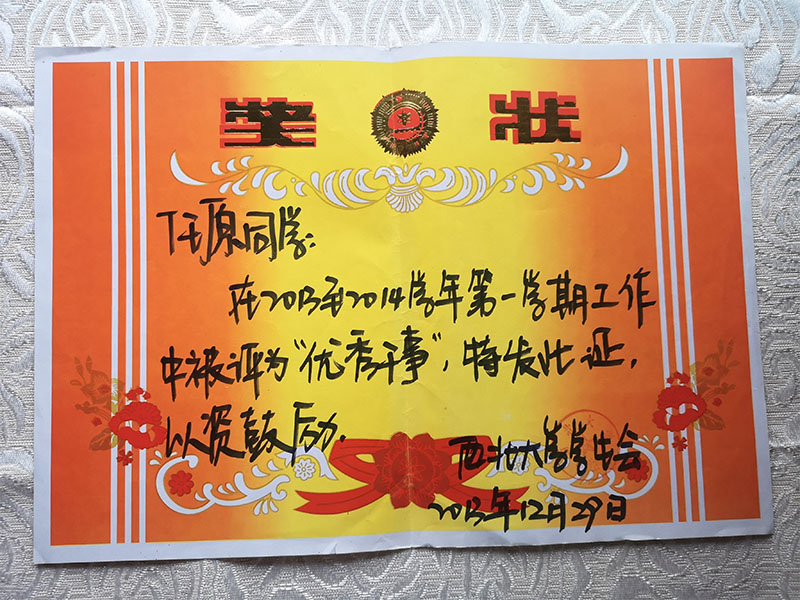 奖状
任原同学：
在2013至2014学年第一学期工作
中被评为“优秀干事”，特发此证，
以资鼓励.
西北大学学生会
2013年12月29日